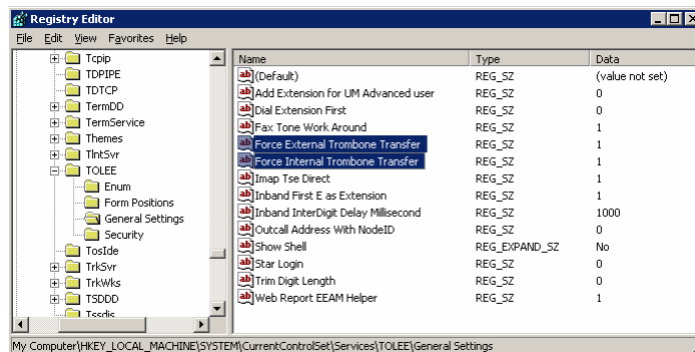 Registry Editor
File Edit View Favorites Help
Tcpip
TDPIPE
TDTCP
TermDD
TermService
Themes
TlntSvr
TOLEE
Enum
Form Positions
General Settings
Security
TosIde
TrkSvr
TrkWks
TSDDD
Tssdis
Name Type Data
(Default) REG_SZ (value not set)
Add Extension for UM Advanced user REG_SZ 0
Dial Extension First REG_SZ 0
Fax Tone Work Around REG_SZ 1
Force External Trombone Transfer REG_SZ 1
Force Internal Trombone Transfer REG_SZ 1
Imap Tse Direct REG_SZ 1
Inband First E as Extension REG_SZ 1
Inband InterDigit Delay Millisecond REG_SZ 1000
Outcall Address With NodeID REG_SZ 0
Show Shell REG_EXPAND_SZ No
Star Login REG_SZ 0
Trim Digit Length REG_SZ 0
Web Report EEAM Helper REG_SZ 1
My Computer\HKEY_LOCAL_MACHINE\SYSTEM\CurrentControlSet\Services\TOLEE\General Settings